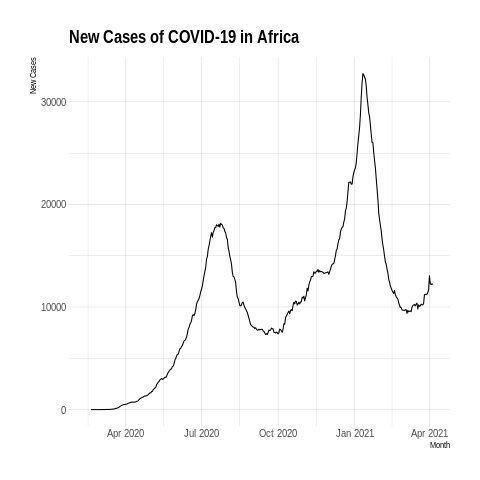 New Cases of COVID-19 in Africa
New Cases
30000
20000
10000
0
Apr 2020 Jul 2020 Oct 2020 Jan 2021 Apr 2021
Month